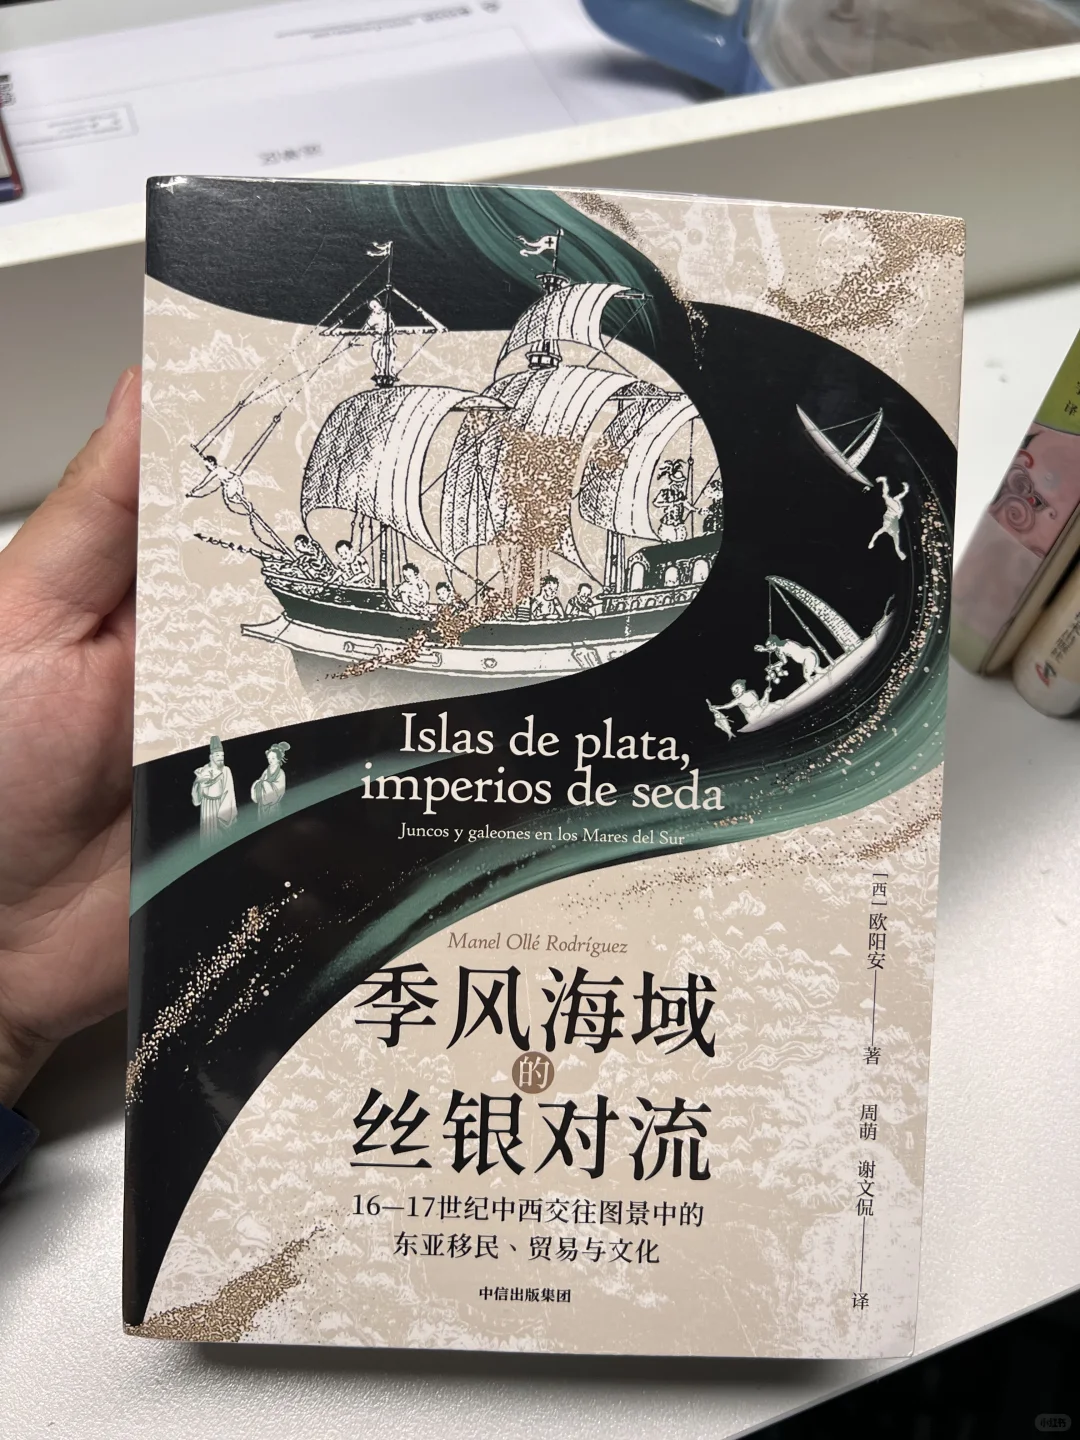 Islas de plata,
imperios de seda
Juncos y galeones en los Mares del Sur
Manel Ollé Rodríguez
季风海域
的
丝银对流
16—17世纪中西交往图景中的
东亚移民、贸易与文化
中信出版集团
[西]欧阳安——著
周萌 谢文侃——译
小红书